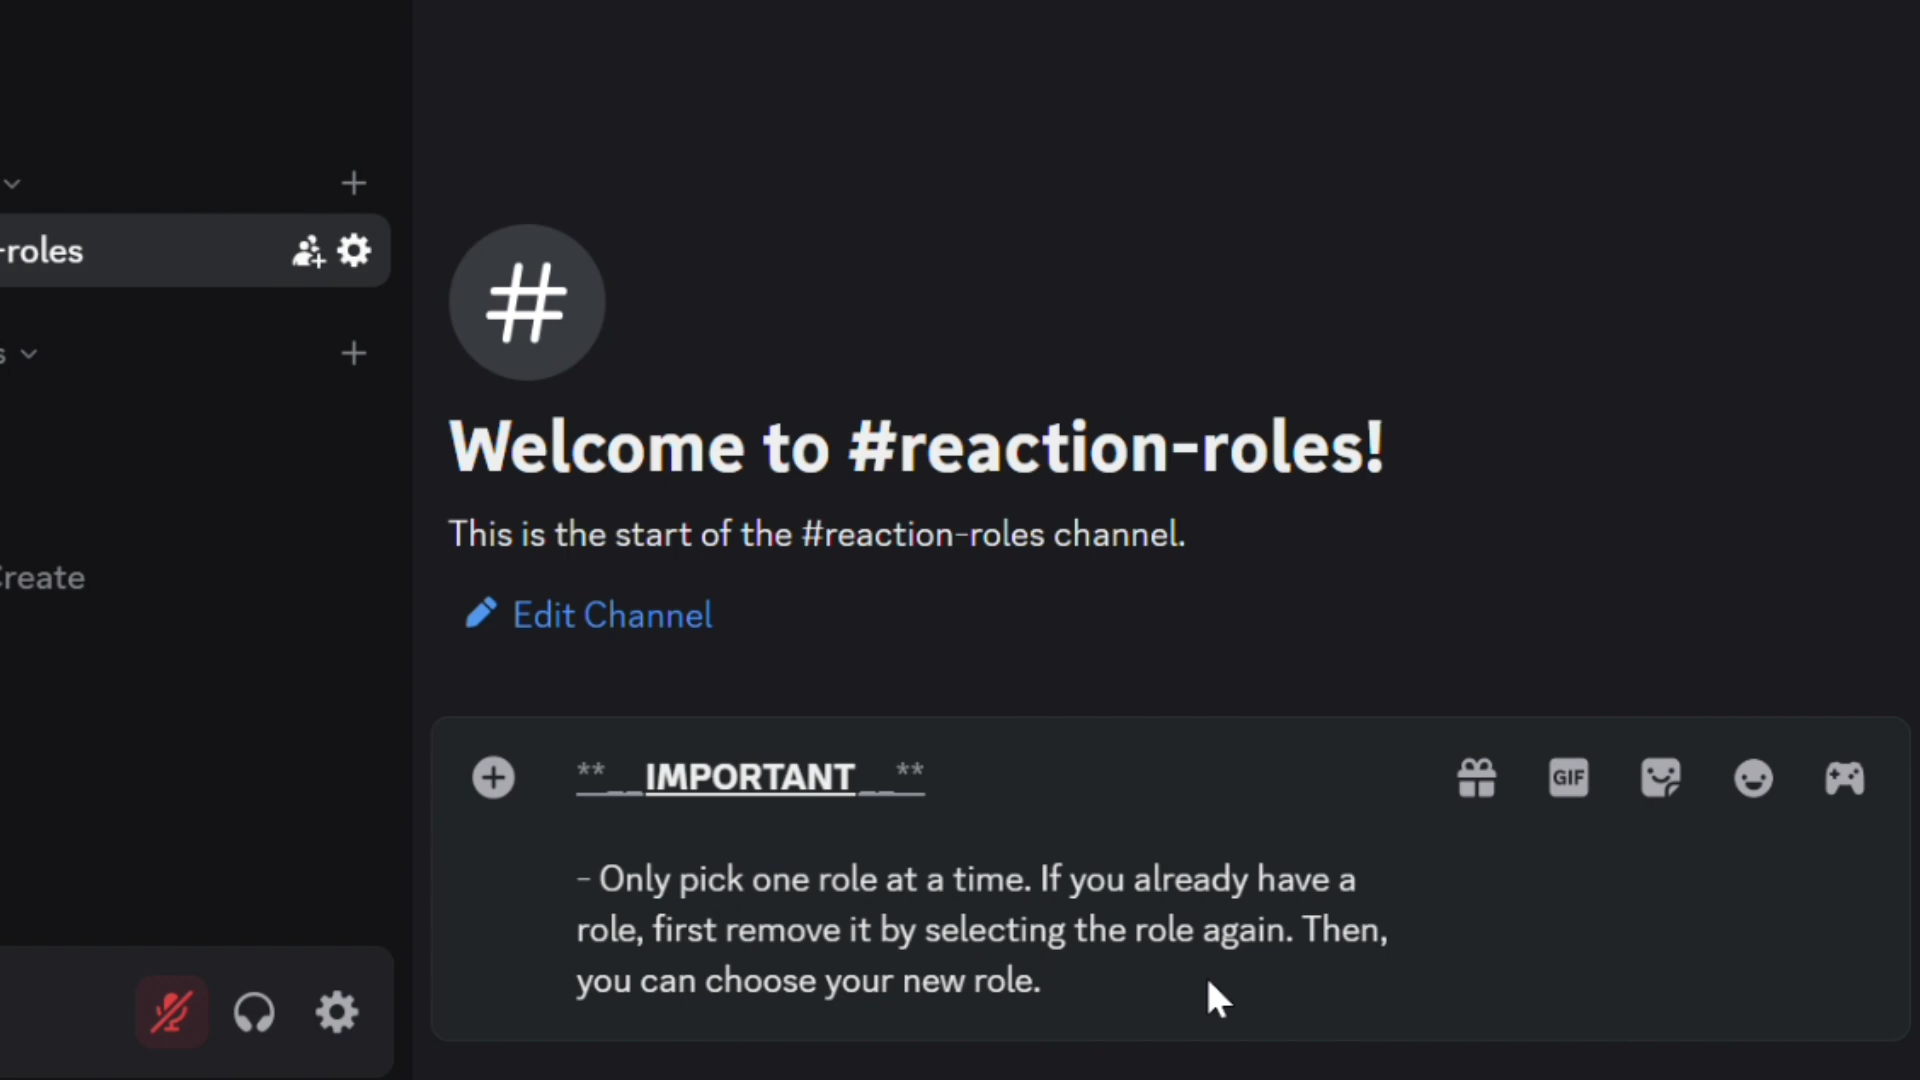 -roles
s
Create
Welcome to #reaction-roles!
This is the start of the #reaction-roles channel.
Edit Channel
**__IMPORTANT__**
GIF
- Only pick one role at a time. If you already have a
role, first remove it by selecting the role again. Then,
you can choose your new role.